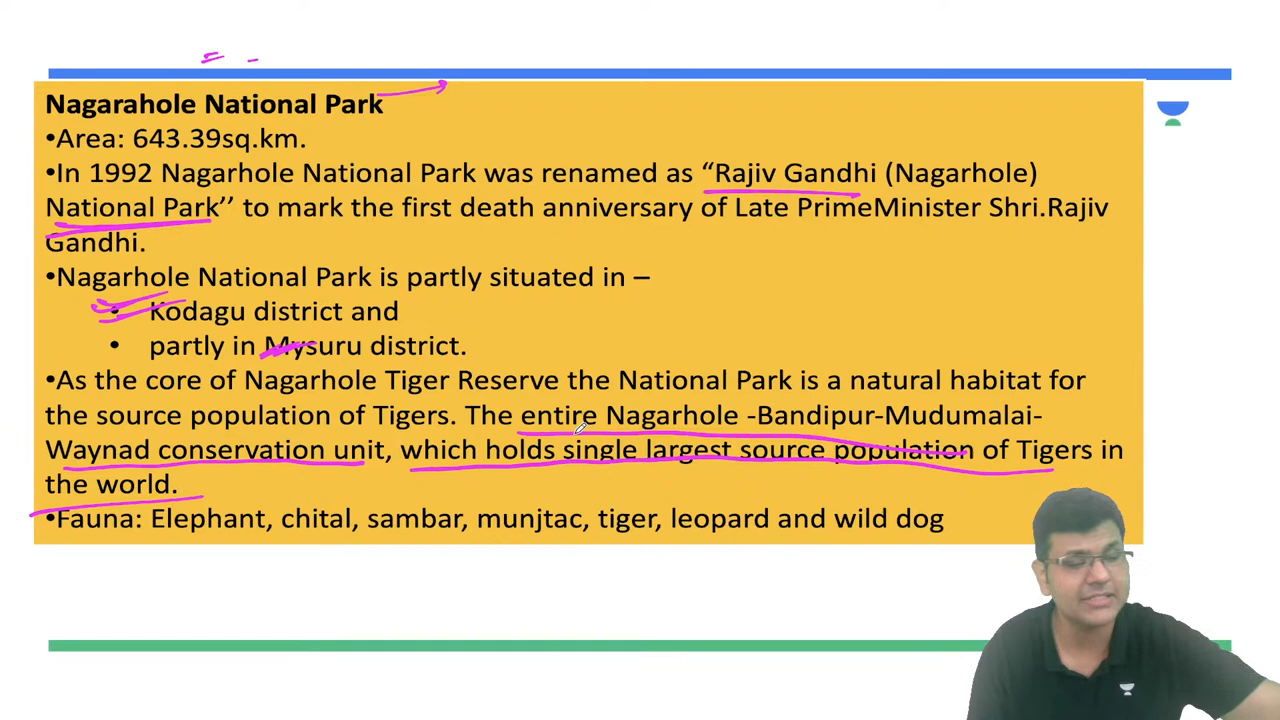 Nagarahole National Park
•Area: 643.39sq.km.
•In 1992 Nagarhole National Park was renamed as “Rajiv Gandhi (Nagarhole)
National Park’’ to mark the first death anniversary of Late PrimeMinister Shri.Rajiv
Gandhi.
•Nagarhole National Park is partly situated in –
• Kodagu district and
• partly in Mysuru district.
•As the core of Nagarhole Tiger Reserve the National Park is a natural habitat for
the source population of Tigers. The entire Nagarhole -Bandipur-Mudumalai-
Waynad conservation unit, which holds single largest source population of Tigers in
the world.
•Fauna: Elephant, chital, sambar, munjtac, tiger, leopard and wild dog